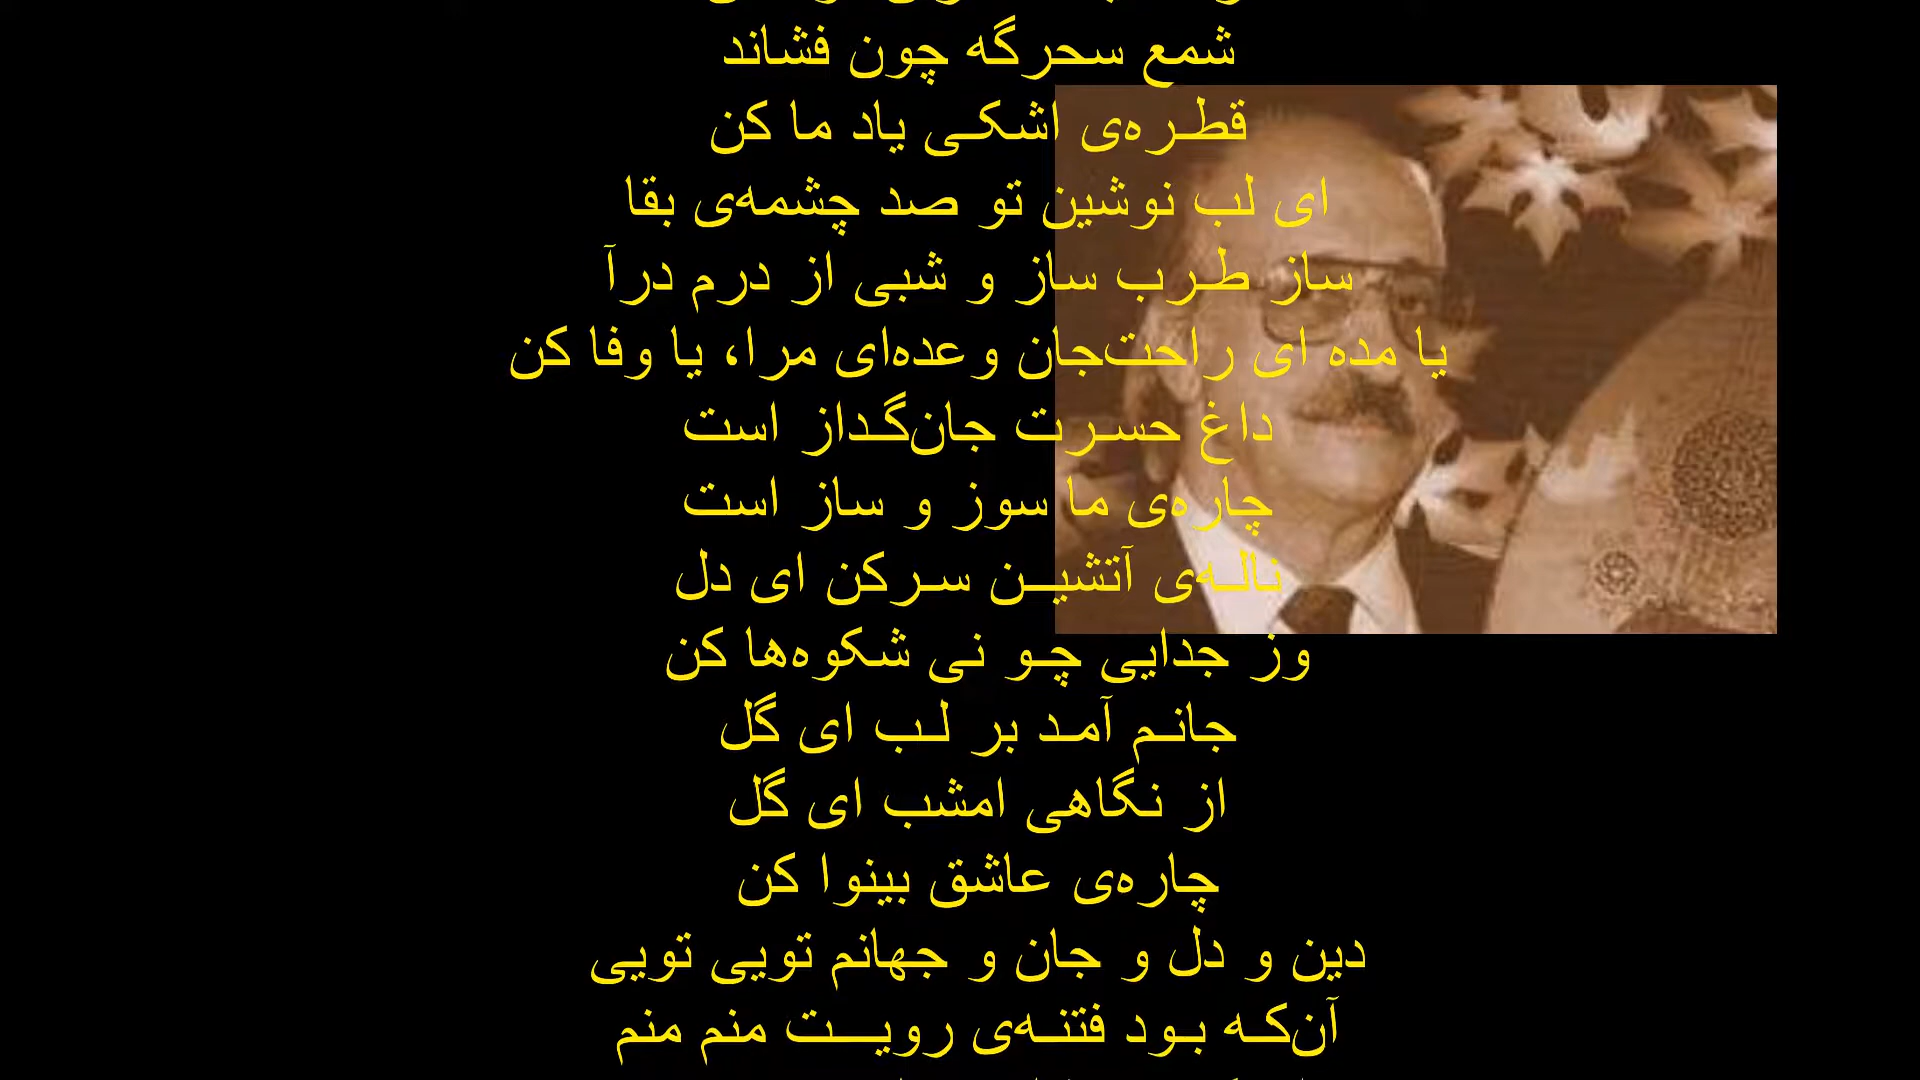 شمع سحرگه چون فشاند
قطره‌ی اشکی یاد ما کن
ای لب نوشین تو صد چشمه‌ی بقا
ساز طرب ساز و شبی از درم درآ
یا مده ای راحت‌جان وعده‌ای مرا، یا وفا کن
داغ حسرت جان‌گداز است
چاره‌ی ما سوز و ساز است
ناله‌ی آتشین سرکن ای دل
وز جدایی چو نی شکوه‌ها کن
جانم آمد بر لب ای گل
از نگاهی امشب ای گل
چاره‌ی عاشق بینوا کن
دین و دل و جان و جهانم تویی تویی
آن‌که بود فتنه‌ی رویت منم منم